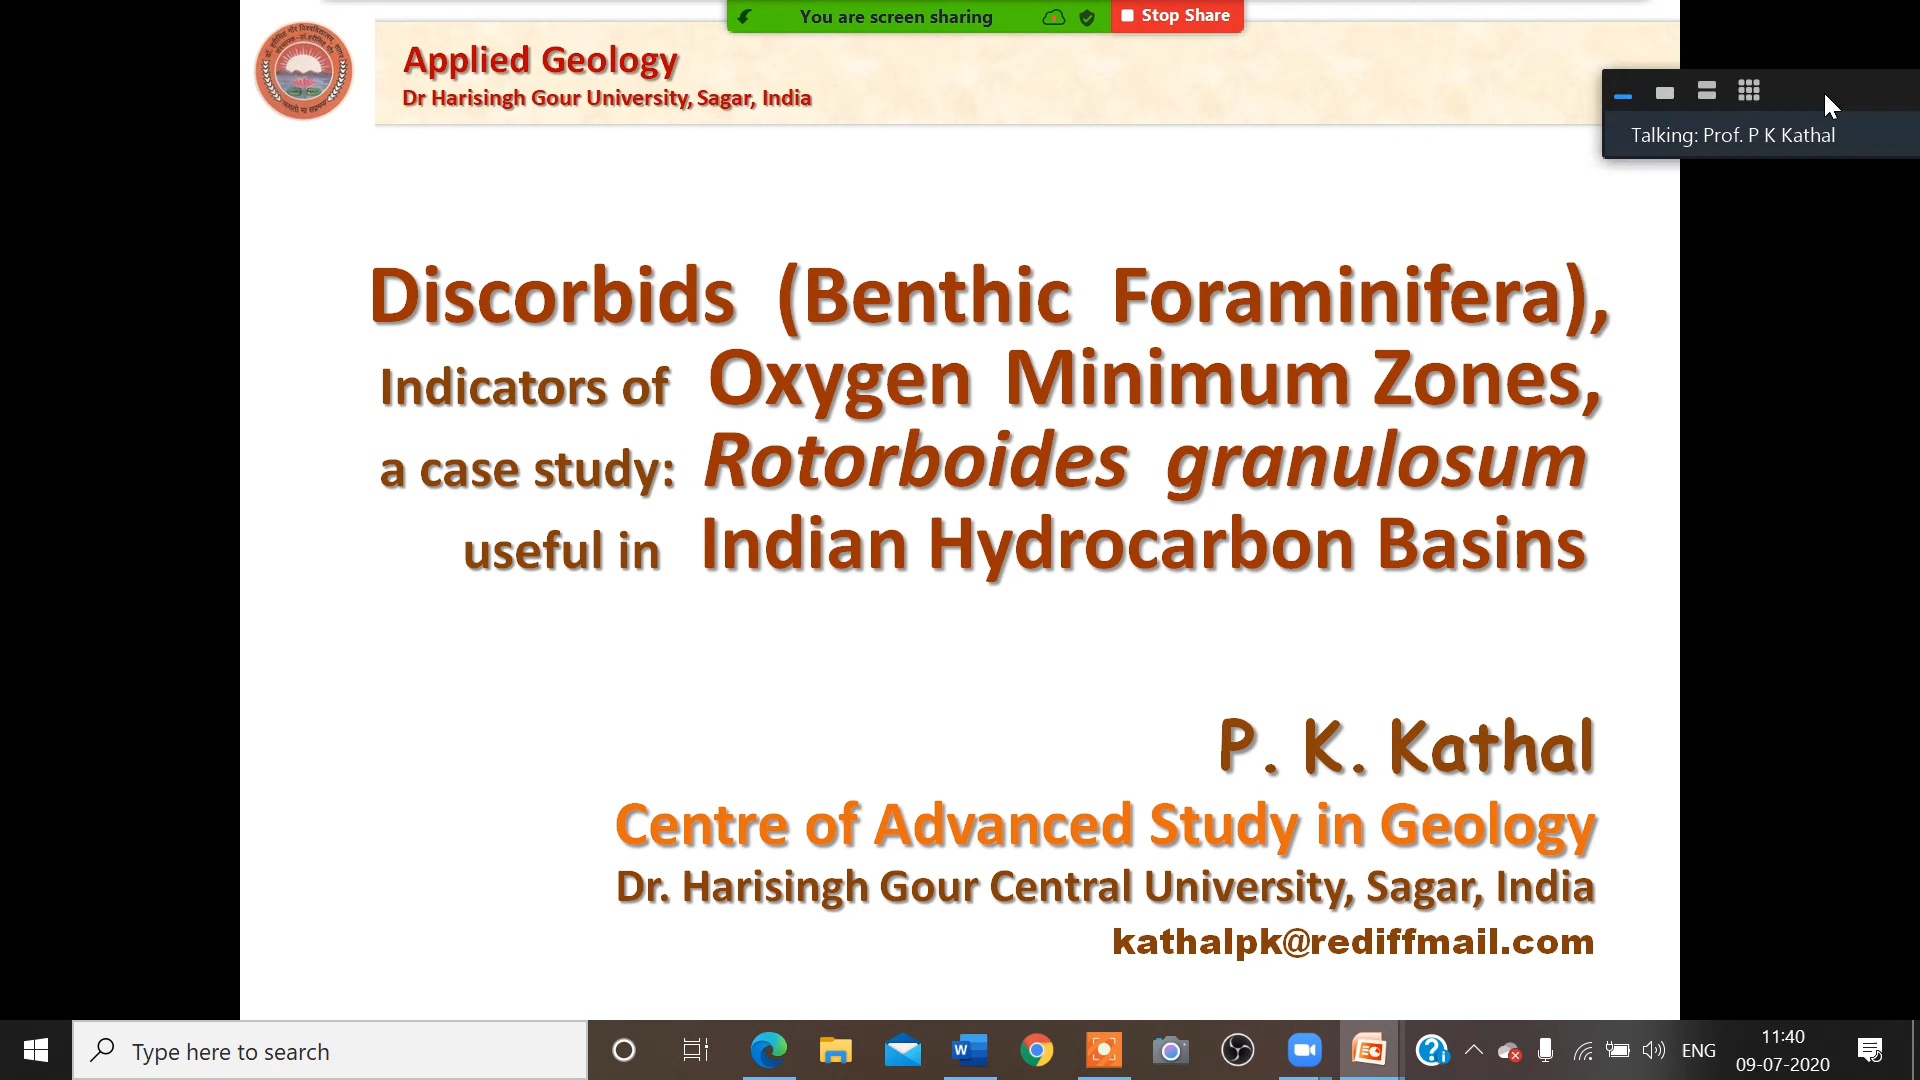 You are screen sharing
Stop Share
Applied Geology
Dr Harisingh Gour University, Sagar, India
Talking: Prof. P K Kathal
Discorbids (Benthic Foraminifera),
Indicators of Oxygen Minimum Zones,
a case study: Rotorboides granulosum
useful in Indian Hydrocarbon Basins
P. K. Kathal
Centre of Advanced Study in Geology
Dr. Harisingh Gour Central University, Sagar, India
kathalpk@rediffmail.com
Type here to search
ENG
11:40
09-07-2020